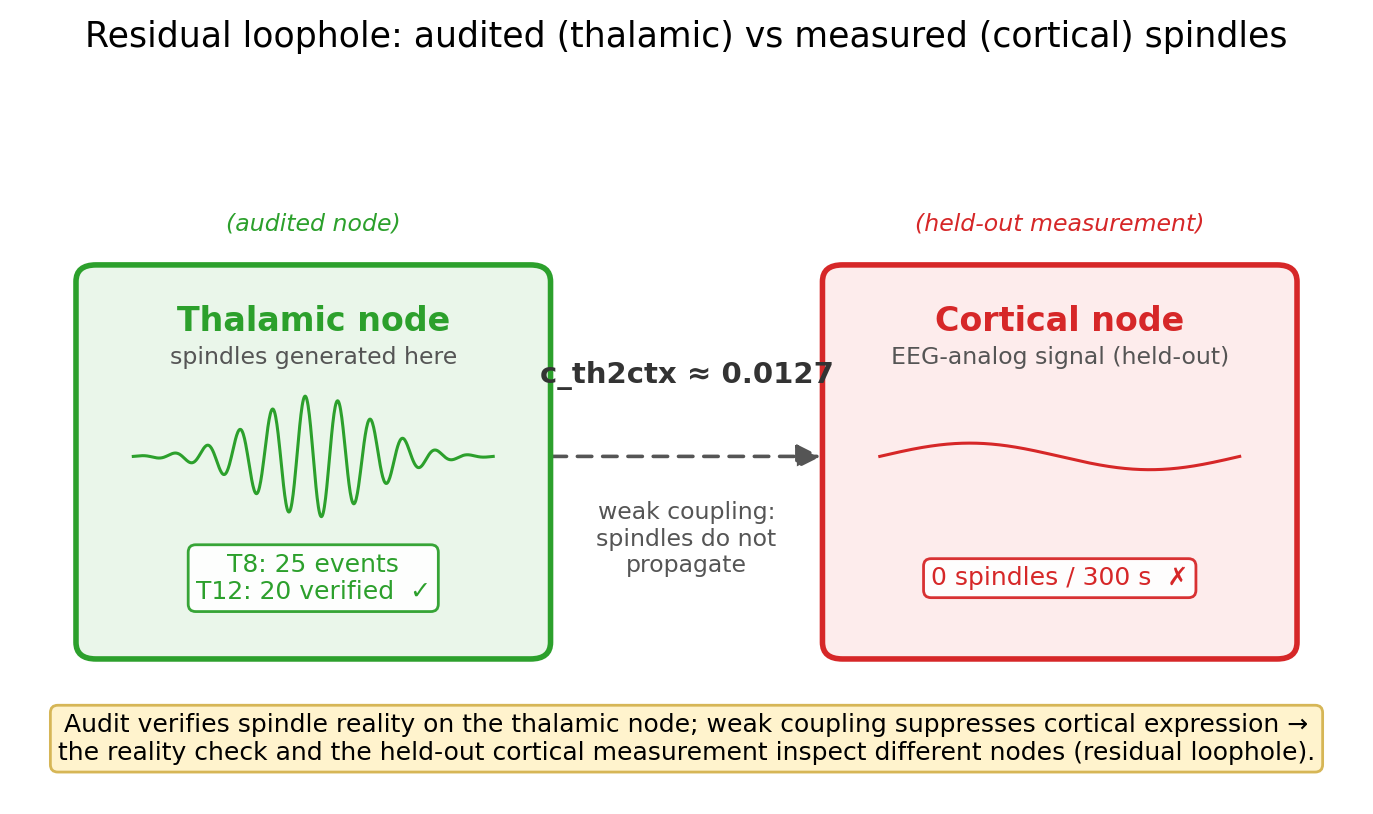 Residual loophole: audited (thalamic) vs measured (cortical) spindles
(audited node)
(held-out measurement)
Thalamic node
spindles generated here
c_th2ctx ≈ 0.0127
Cortical node
EEG-analog signal (held-out)
weak coupling:
spindles do not
propagate
T8: 25 events
T12: 20 verified ✓
0 spindles / 300 s ✗
Audit verifies spindle reality on the thalamic node; weak coupling suppresses cortical expression →
the reality check and the held-out cortical measurement inspect different nodes (residual loophole).